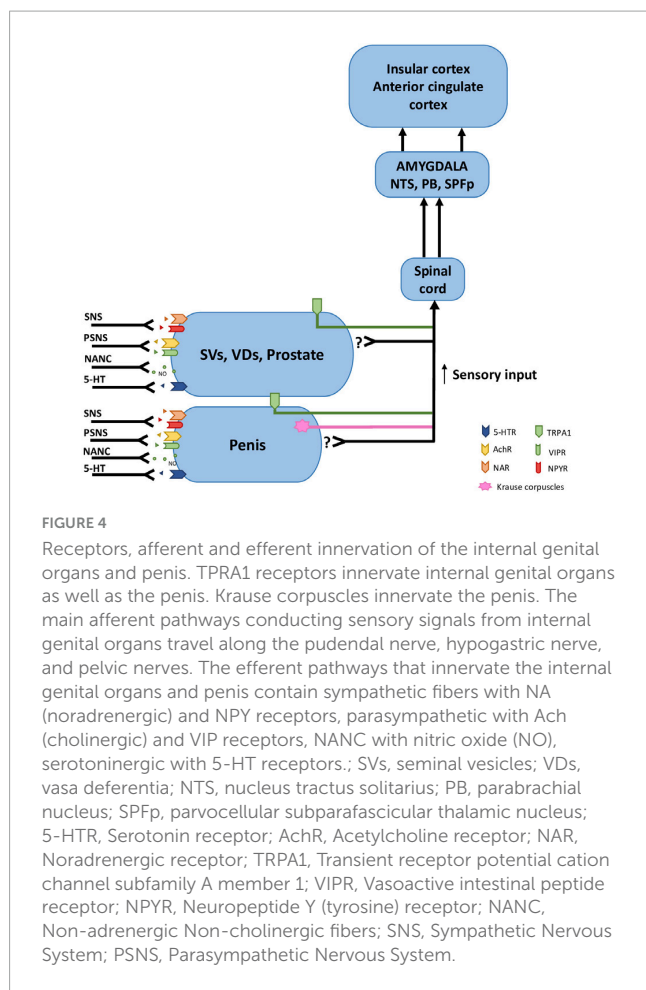 Insular cortex
Anterior cingulate
cortex
AMYGDALA
NTS, PB, SPFp
Spinal
cord
SNS
PSNS
NANC
NO
5-HT
SVs, VDs, Prostate
?
Sensory input
SNS
PSNS
NANC
NO
5-HT
Penis
?
5-HTR
TRPA1
AchR
VIPR
NAR
NPYR
Krause corpuscles
FIGURE 4
Receptors, afferent and efferent innervation of the internal genital
organs and penis. TPRA1 receptors innervate internal genital organs
as well as the penis. Krause corpuscles innervate the penis. The
main afferent pathways conducting sensory signals from internal
genital organs travel along the pudendal nerve, hypogastric nerve,
and pelvic nerves. The efferent pathways that innervate the internal
genital organs and penis contain sympathetic fibers with NA
(noradrenergic) and NPY receptors, parasympathetic with Ach
(cholinergic) and VIP receptors, NANC with nitric oxide (NO),
serotoninergic with 5-HT receptors.; SVs, seminal vesicles; VDs,
vasa deferentia; NTS, nucleus tractus solitarius; PB, parabrachial
nucleus; SPFp, parvocellular subparafascicular thalamic nucleus;
5-HTR, Serotonin receptor; AchR, Acetylcholine receptor; NAR,
Noradrenergic receptor; TRPA1, Transient receptor potential cation
channel subfamily A member 1; VIPR, Vasoactive intestinal peptide
receptor; NPYR, Neuropeptide Y (tyrosine) receptor; NANC,
Non-adrenergic Non-cholinergic fibers; SNS, Sympathetic Nervous
System; PSNS, Parasympathetic Nervous System.